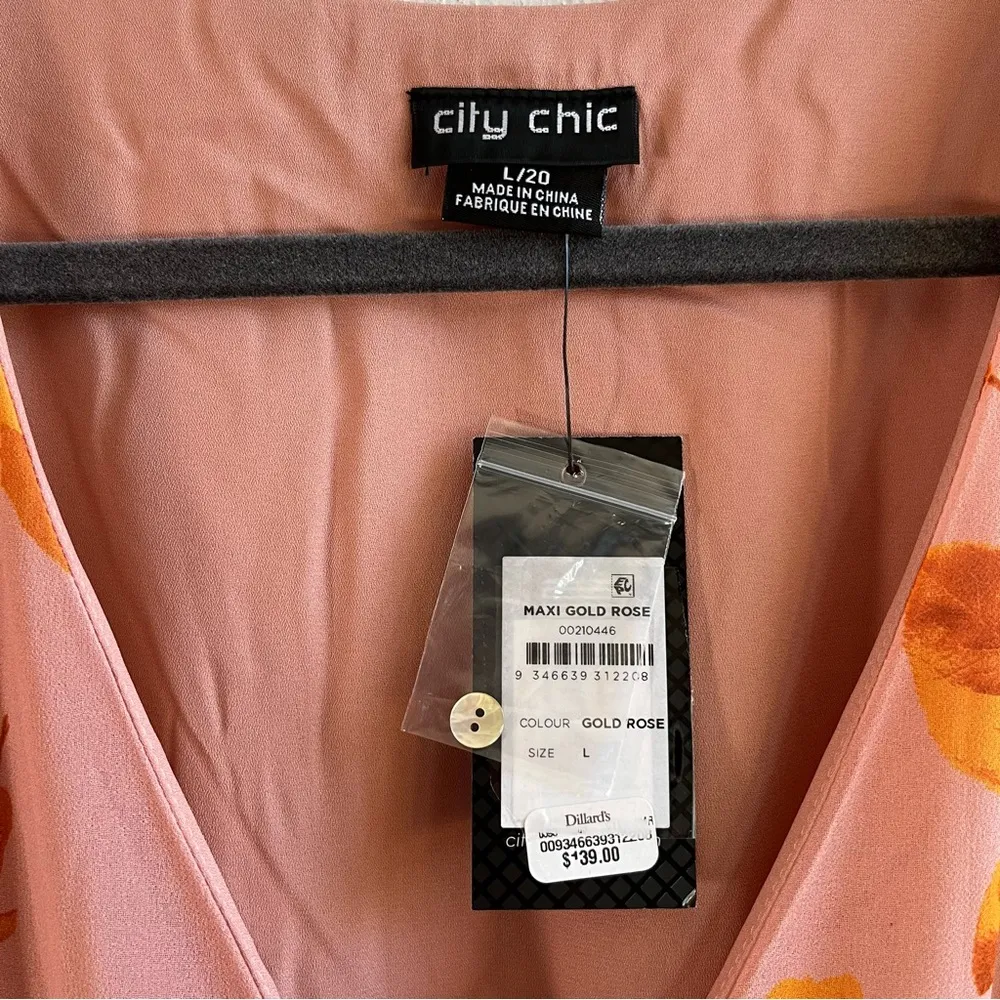 city chic
L/20
MADE IN CHINA
FABRIQUE EN CHINE
MAXI GOLD ROSE
00210446
9 346639 312208
COLOUR GOLD ROSE
SIZE L
Dillard's
009346639312208
$139.00